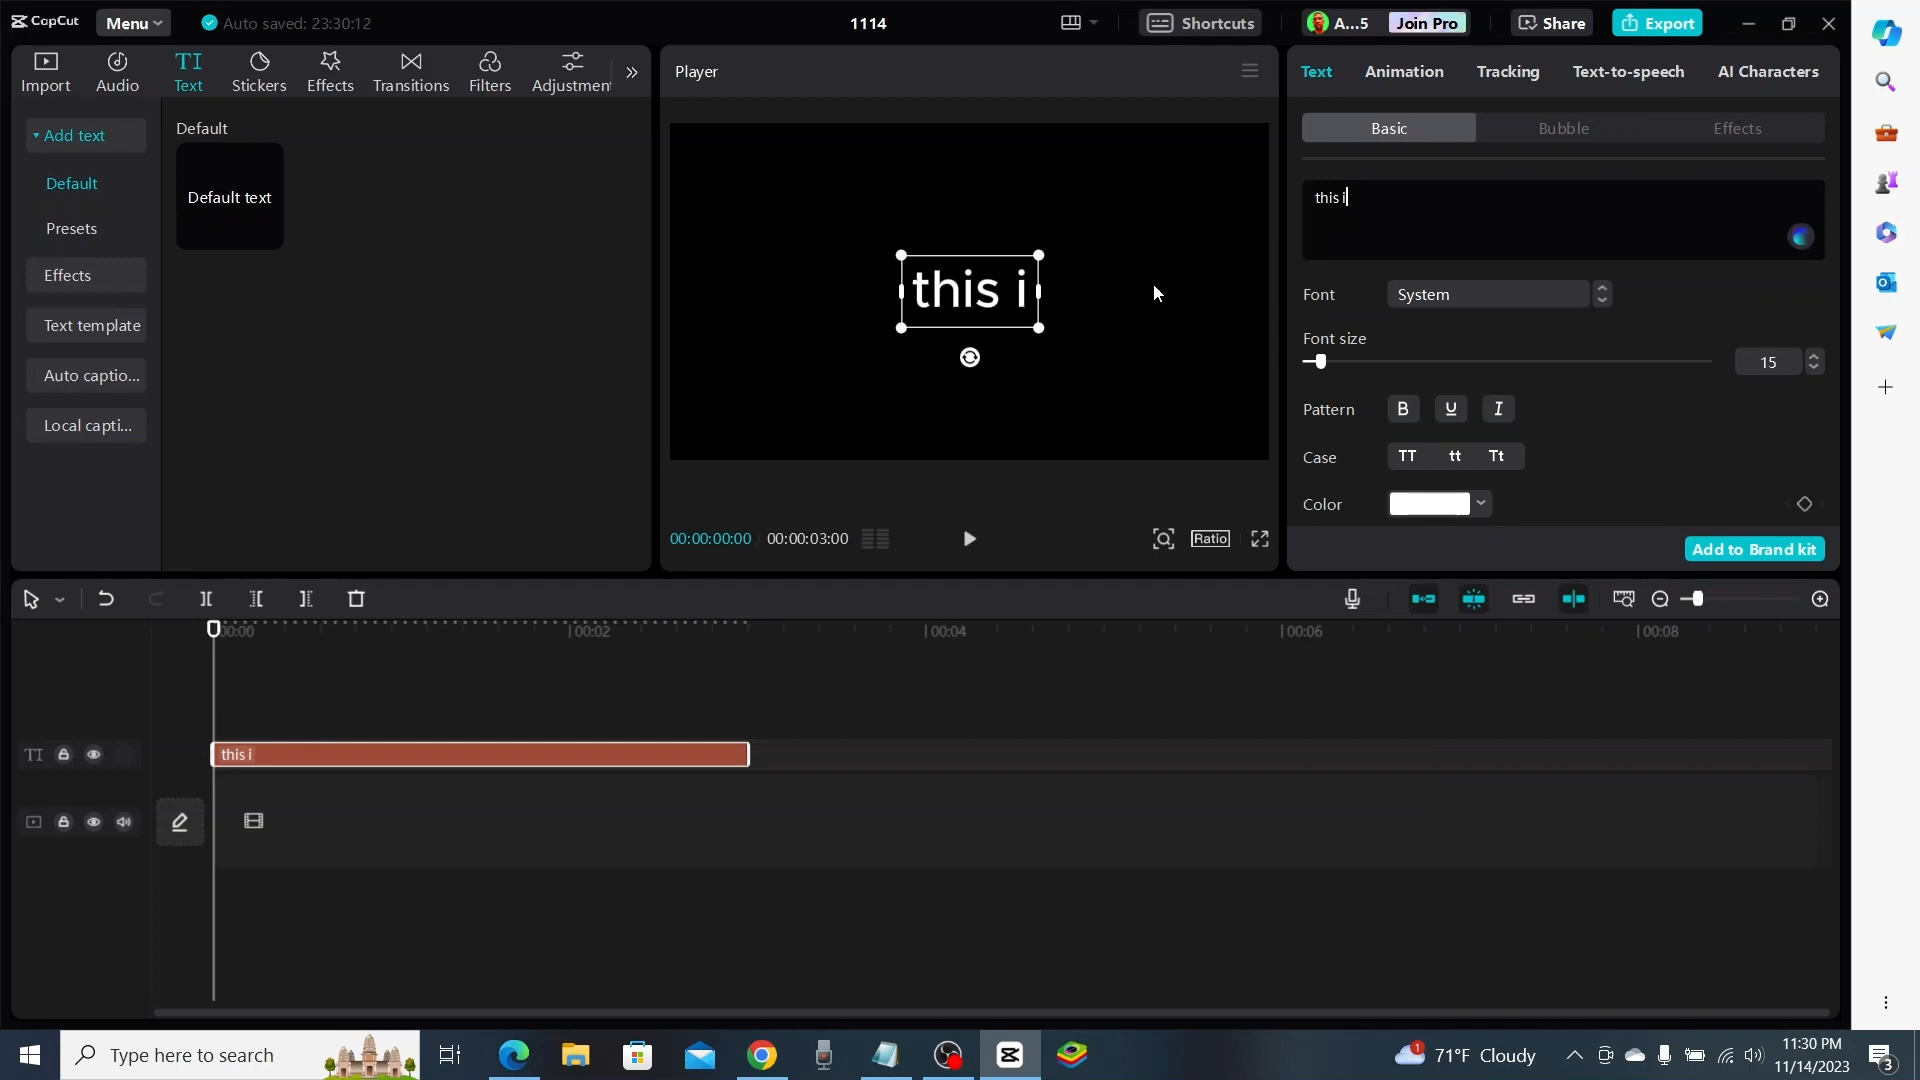 CapCut
Menu
Auto saved: 23:30:12
1114
Shortcuts
A...5
Join Pro
Share
Export
Import
Audio
TI
Text
Stickers
Effects
Transitions
Filters
Adjustmen
Player
Text
Animation
Tracking
Text-to-speech
AI Characters
Add text
Default
Presets
Effects
Text template
Auto captio...
Local capti...
Default
Default text
this i
Basic
Bubble
Effects
this i
Font
System
Font size
15
Pattern
B
U
I
Case
TT
tt
Tt
Color
Add to Brand kit
00:00:00:00
00:00:03:00
Ratio
00:00
00:02
00:04
00:06
00:08
TI
this i
Type here to search
1
71°F Cloudy
11:30 PM
11/14/2023
3